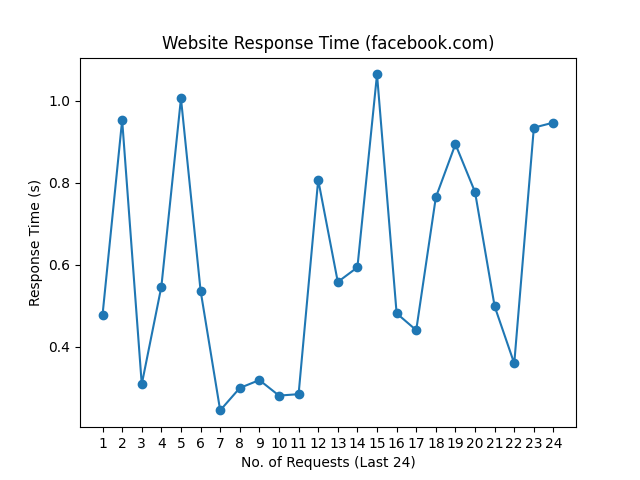 Website Response Time (facebook.com)
1.0
0.8
0.6
0.4
Response Time (s)
1 2 3 4 5 6 7 8 9 10 11 12 13 14 15 16 17 18 19 20 21 22 23 24
No. of Requests (Last 24)